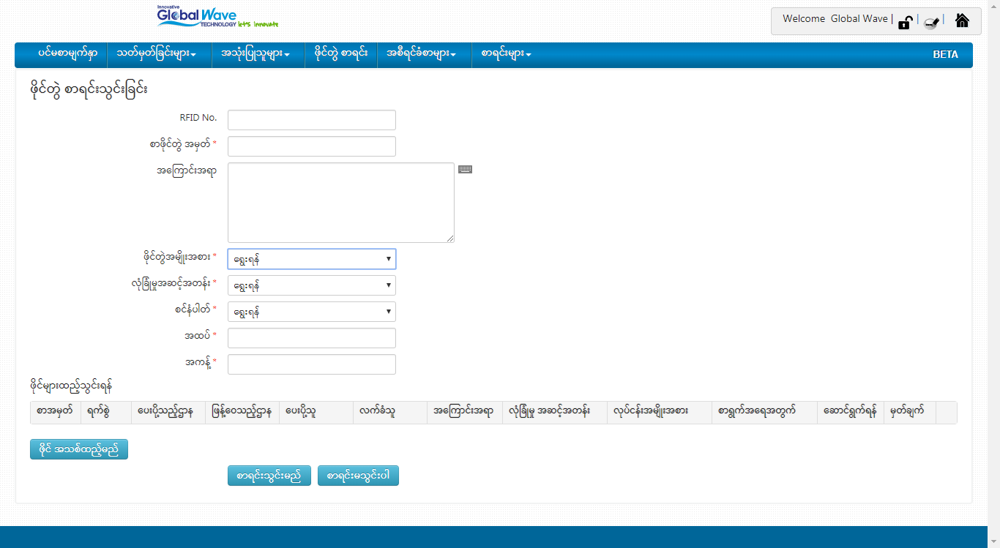 Innovative
Global Wave
TECHNOLOGY let's innovate
Welcome Global Wave | | |
ပင်မစာမျက်နှာ သတ်မှတ်ခြင်းများ အသုံးပြုသူများ ဖိုင်တွဲ စာရင်း အစီရင်ခံစာများ စာရင်းများ BETA
ဖိုင်တွဲ စာရင်းသွင်းခြင်း
RFID No.
စာဖိုင်တွဲ အမှတ် *
အကြောင်းအရာ
ဖိုင်တွဲအမျိုးအစား * ရွေးရန်
လုံခြုံမှုအဆင့်အတန်း * ရွေးရန်
စင်နံပါတ် * ရွေးရန်
အထပ် *
အကန့် *
ဖိုင်များထည့်သွင်းရန်
စာအမှတ် ရက်စွဲ ပေးပို့သည့်ဌာန ဖြန့်ဝေသည့်ဌာန ပေးပို့သူ လက်ခံသူ အကြောင်းအရာ လုံခြုံမှု အဆင့်အတန်း လုပ်ငန်းအမျိုးအစား စာရွက်အရေအတွက် ဆောင်ရွက်ရန် မှတ်ချက်
ဖိုင် အသစ်ထည့်မည်
စာရင်းသွင်းမည် စာရင်းမသွင်းပါ